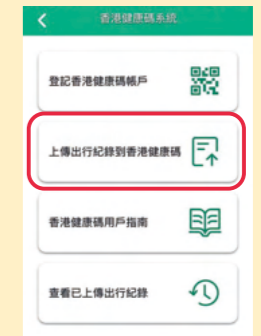 香港健康碼系統
登記香港健康碼帳戶
上傳出行紀錄到香港健康碼
香港健康碼用戶指南
查看已上傳出行紀錄